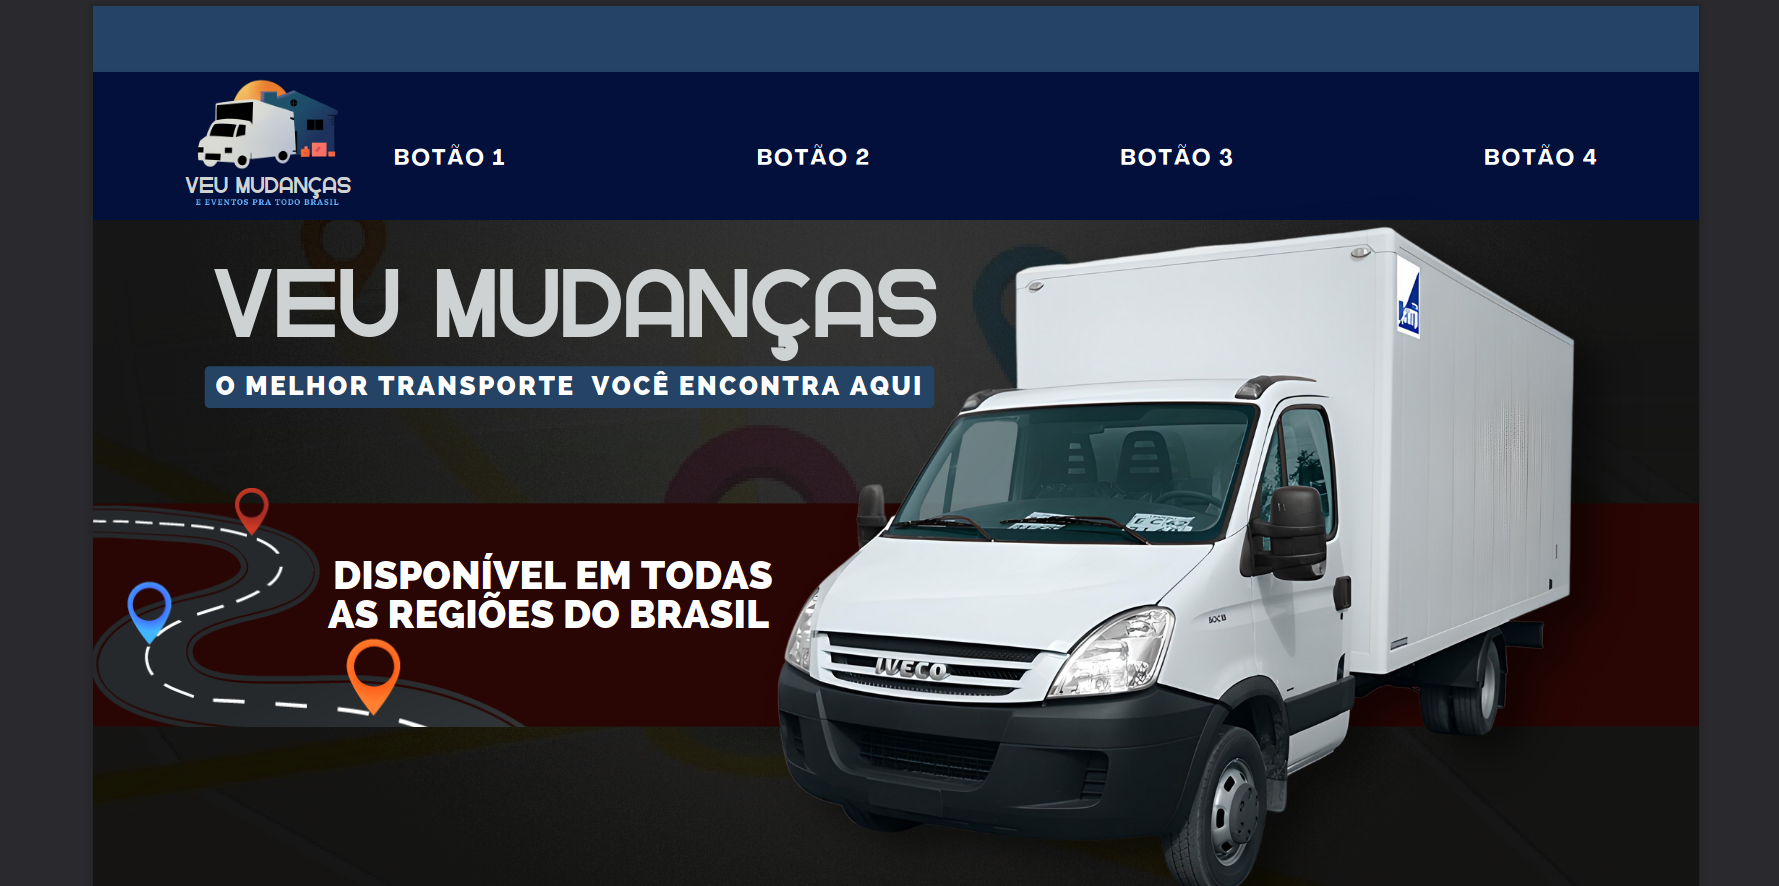 VEU MUDANÇAS
E EVENTOS PRA TODO BRASIL
BOTÃO 1
BOTÃO 2
BOTÃO 3
BOTÃO 4
VEU MUDANÇAS
O MELHOR TRANSPORTE VOCÊ ENCONTRA AQUI
DISPONÍVEL EM TODAS
AS REGIÕES DO BRASIL
IVECO